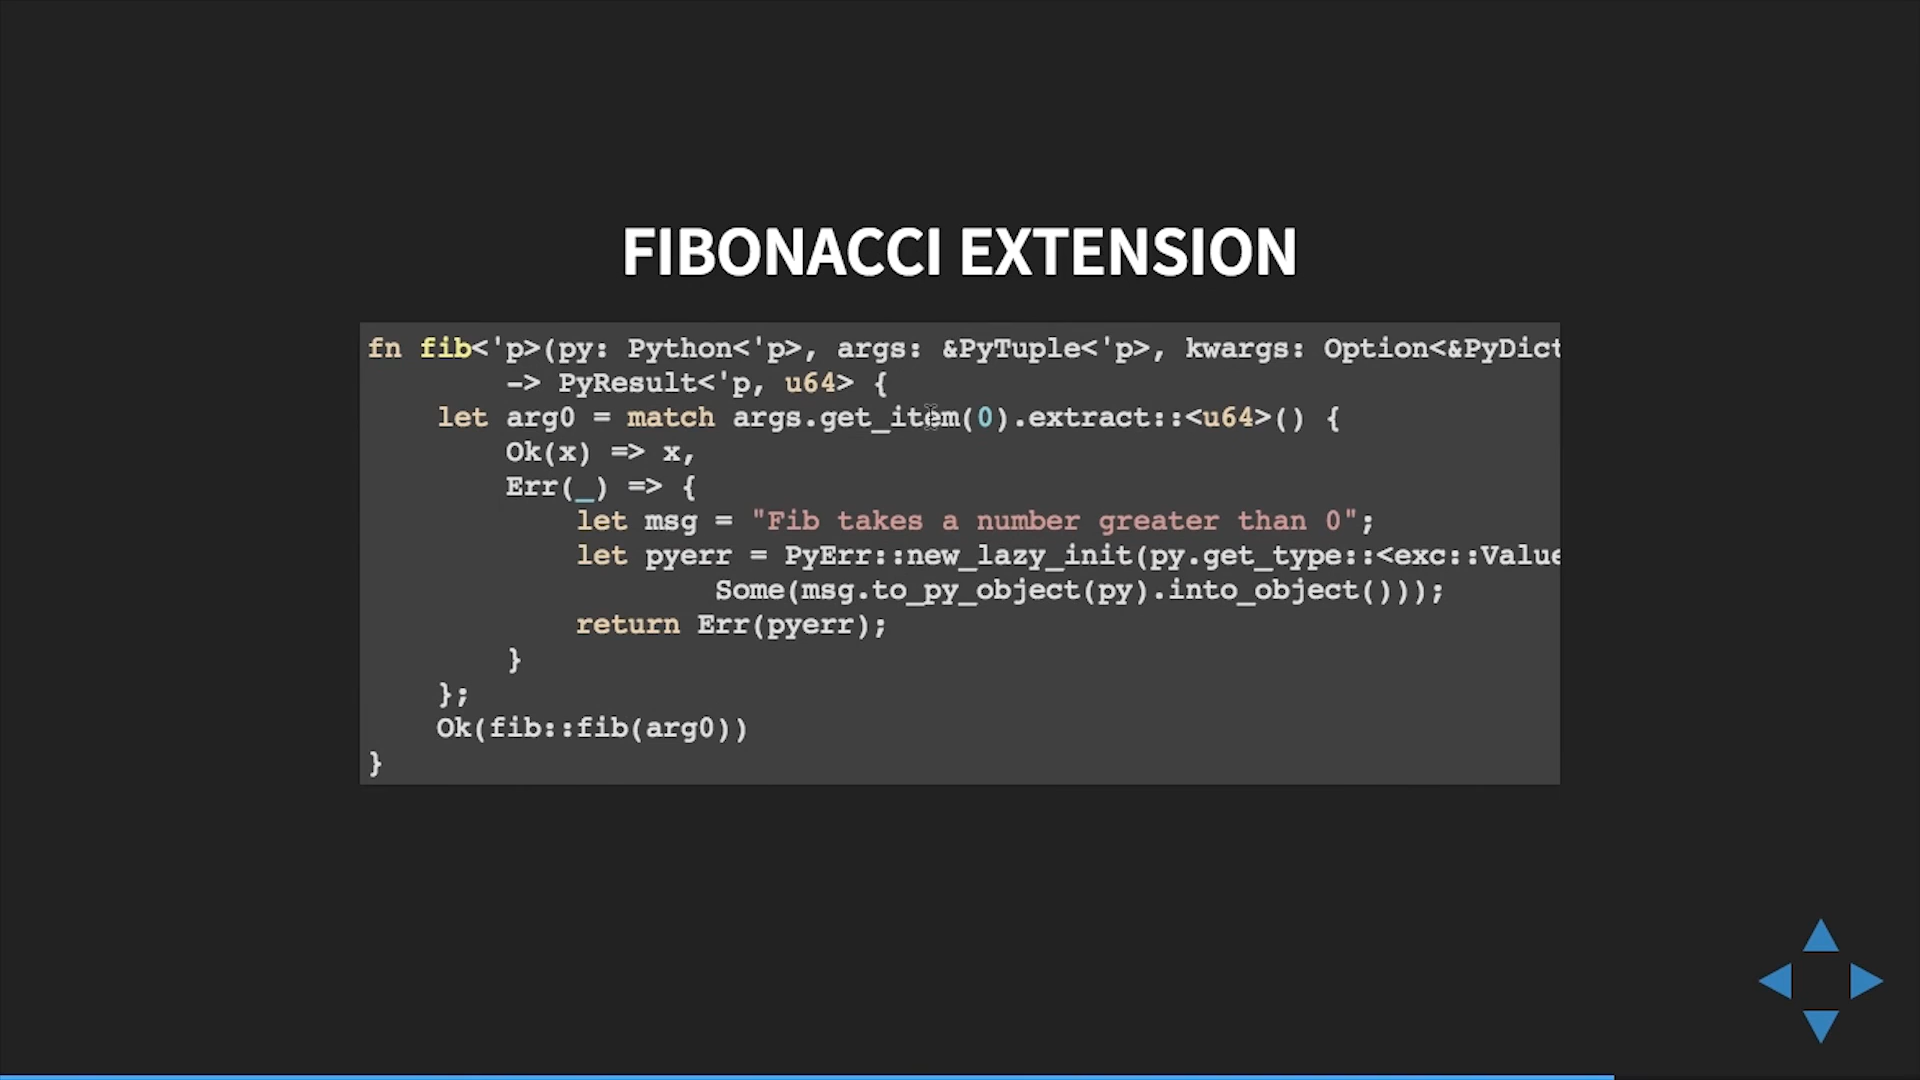 FIBONACCI EXTENSION
fn fib<'p>(py: Python<'p>, args: &PyTuple<'p>, kwargs: Option<&PyDict
-> PyResult<'p, u64> {
let arg0 = match args.get_item(0).extract::<u64>() {
Ok(x) => x,
Err(_) => {
let msg = "Fib takes a number greater than 0";
let pyerr = PyErr::new_lazy_init(py.get_type::<exc::Value
Some(msg.to_py_object(py).into_object()));
return Err(pyerr);
}
};
Ok(fib::fib(arg0))
}